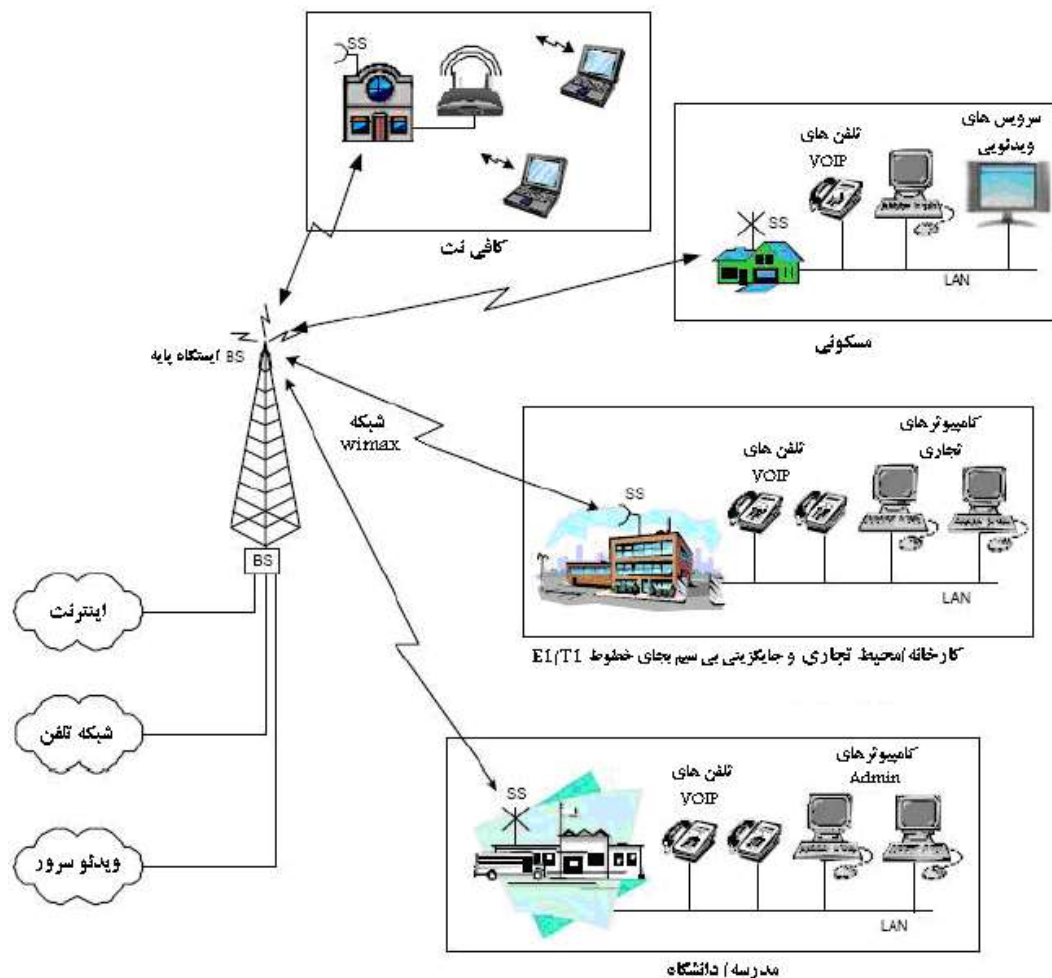 SS
کافی نت
سرویس های
ویدئویی
تلفن های
VOIP
SS
LAN
مسکونی
ایستگاه پایه BS
شبکه
wimax
کامپیوترهای
تجاری
تلفن های
VOIP
SS
LAN
کارخانه/محیط تجاری و جایگزینی بی سیم بجای خطوط E1/T1
BS
اینترنت
شبکه تلفن
ویدئو سرور
کامپیوترهای
Admin
تلفن های
VOIP
SS
LAN
مدرسه/دانشگاه